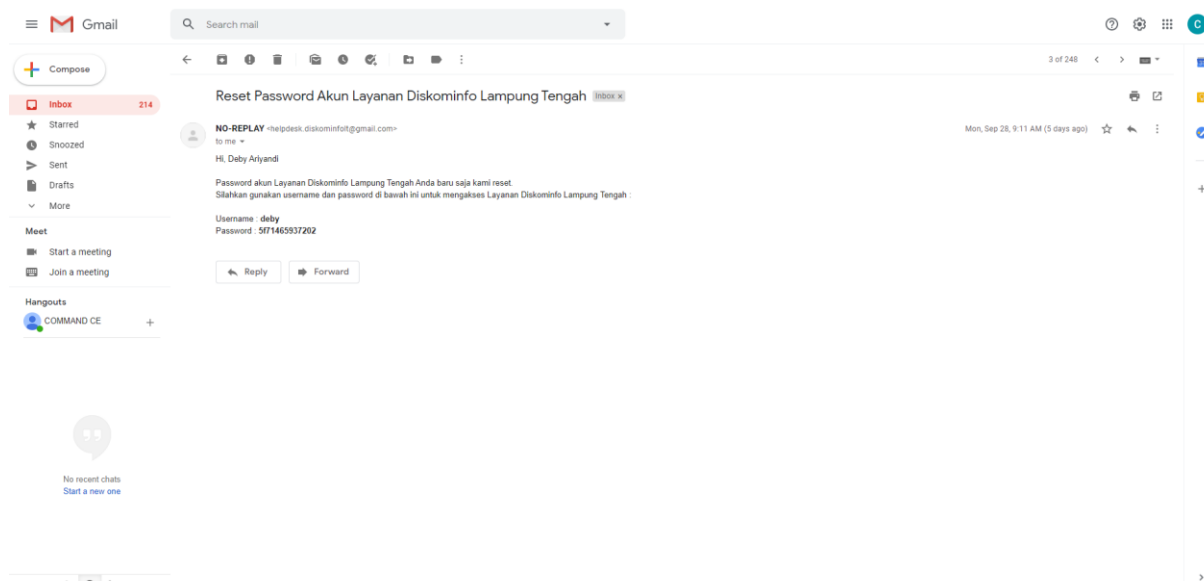 Gmail
Search mail
C
Compose
3 of 248
Inbox 214
Starred
Snoozed
Sent
Drafts
More
Meet
Start a meeting
Join a meeting
Hangouts
COMMAND CE
No recent chats
Start a new one
Reset Password Akun Layanan Diskominfo Lampung Tengah Inbox x
NO-REPLAY <helpdesk.diskominfolt@gmail.com>
Mon, Sep 28, 9:11 AM (5 days ago)
to me
Hi, Deby Ariyandi
Password akun Layanan Diskominfo Lampung Tengah Anda baru saja kami reset.
Silahkan gunakan username dan password di bawah ini untuk mengakses Layanan Diskominfo Lampung Tengah :
Username : deby
Password : 5f71465937202
Reply
Forward